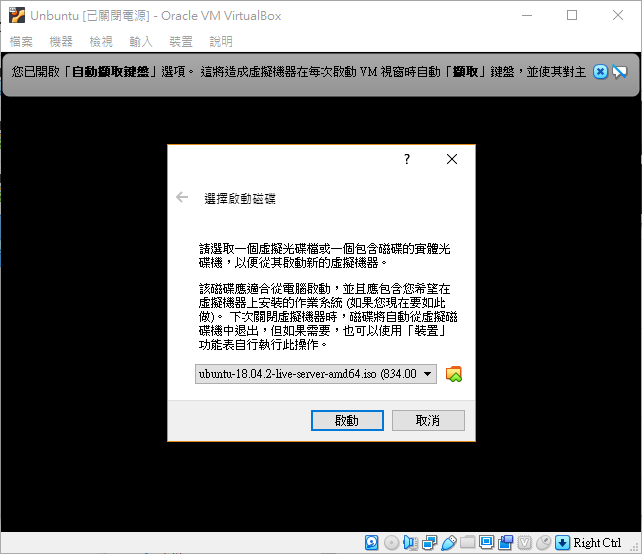 Unbuntu [已關閉電源] - Oracle VM VirtualBox
檔案 機器 檢視 輸入 裝置 說明
您已開啟「自動擷取鍵盤」選項。 這將造成虛擬機器在每次啟動 VM 視窗時自動「擷取」鍵盤，並使其對主
?
選擇啟動磁碟
請選取一個虛擬光碟檔或一個包含磁碟的實體光
碟機，以便從其啟動新的虛擬機器。
該磁碟應適合從電腦啟動，並且應包含您希望在
虛擬機器上安裝的作業系統 (如果您現在要如此
做)。 下次關閉虛擬機器時，磁碟將自動從虛擬磁
碟機中退出，但如果需要，也可以使用「裝置」
功能表自行執行此操作。
ubuntu-18.04.2-live-server-amd64.iso (834.00
啟動 取消
Right Ctrl